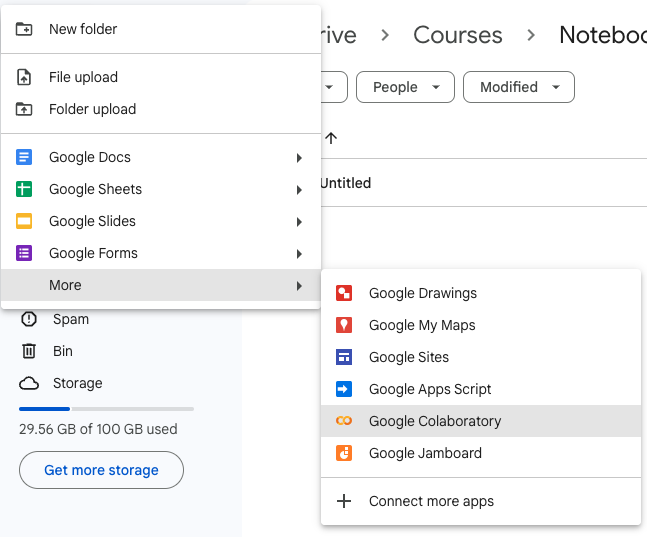 New folder
File upload
Folder upload
Google Docs
Google Sheets
Google Slides
Google Forms
More
Spam
Bin
Storage
29.56 GB of 100 GB used
Get more storage
rive > Courses > Noteboo
People
Modified
Untitled
Google Drawings
Google My Maps
Google Sites
Google Apps Script
Google Colaboratory
Google Jamboard
Connect more apps